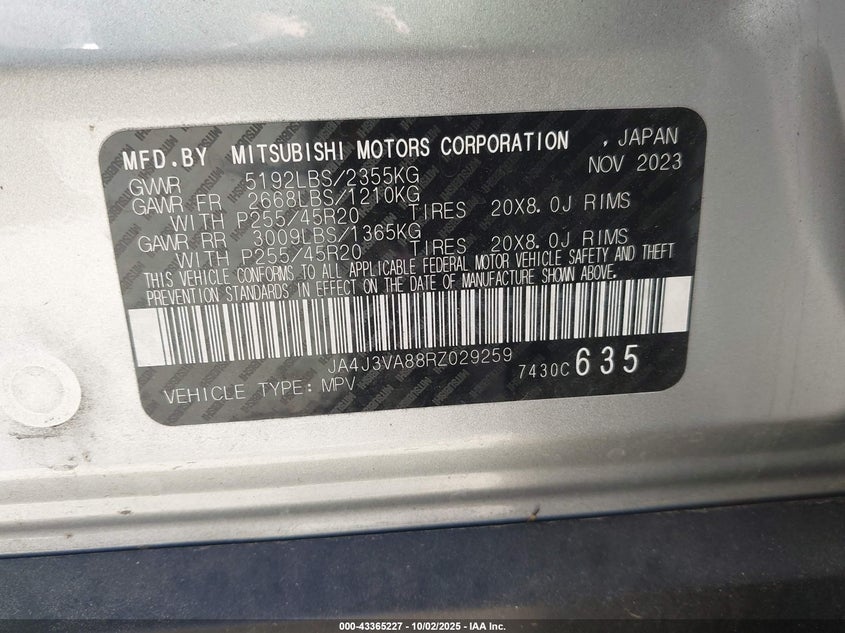 MFD.BY MITSUBISHI MOTORS CORPORATION , JAPAN
NOV 2023
GVWR 5192LBS/2355KG
GAWR FR 2668LBS/1210KG
WITH P255/45R20 TIRES 20X8.0J RIMS
GAWR RR 3009LBS/1365KG
WITH P255/45R20 TIRES 20X8.0J RIMS
THIS VEHICLE CONFORMS TO ALL APPLICABLE FEDERAL MOTOR VEHICLE SAFETY AND THEFT
PREVENTION STANDARDS IN EFFECT ON THE DATE OF MANUFACTURE SHOWN ABOVE.
JA4J3VA88RZ029259
7430C 635
VEHICLE TYPE: MPV
000-43365227 - 10/02/2025 - IAA Inc.